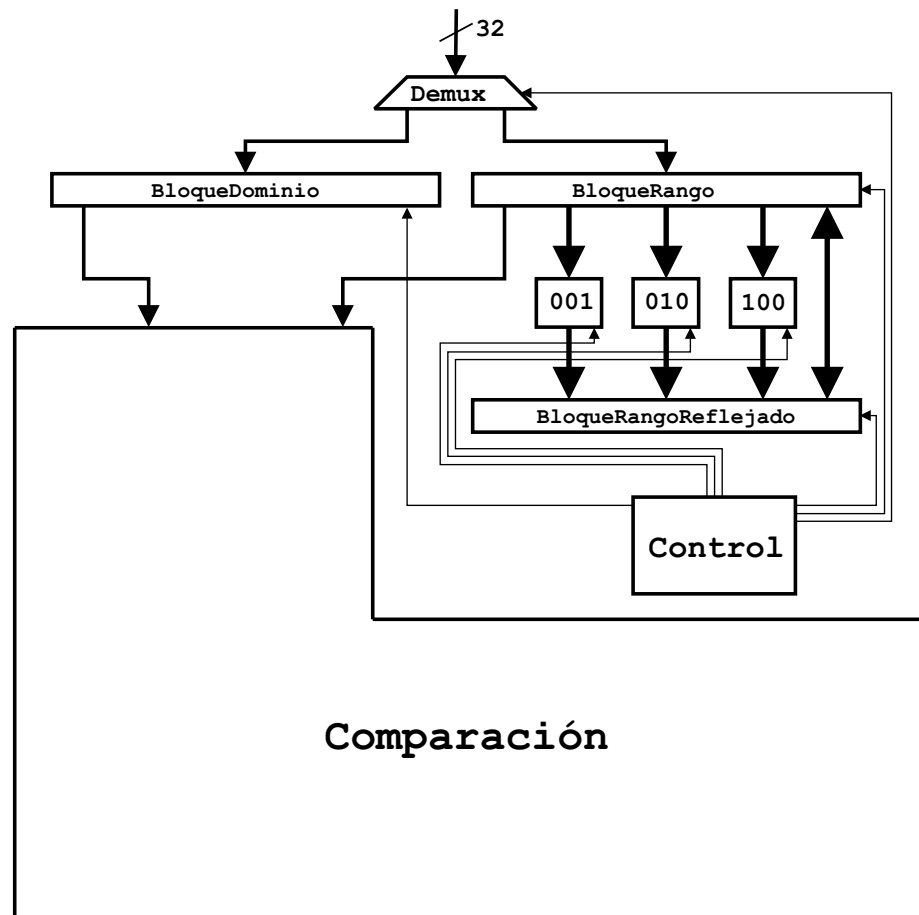 32
Demux
BloqueDominio
BloqueRango
001
010
100
BloqueRangoReflejado
Control
Comparación